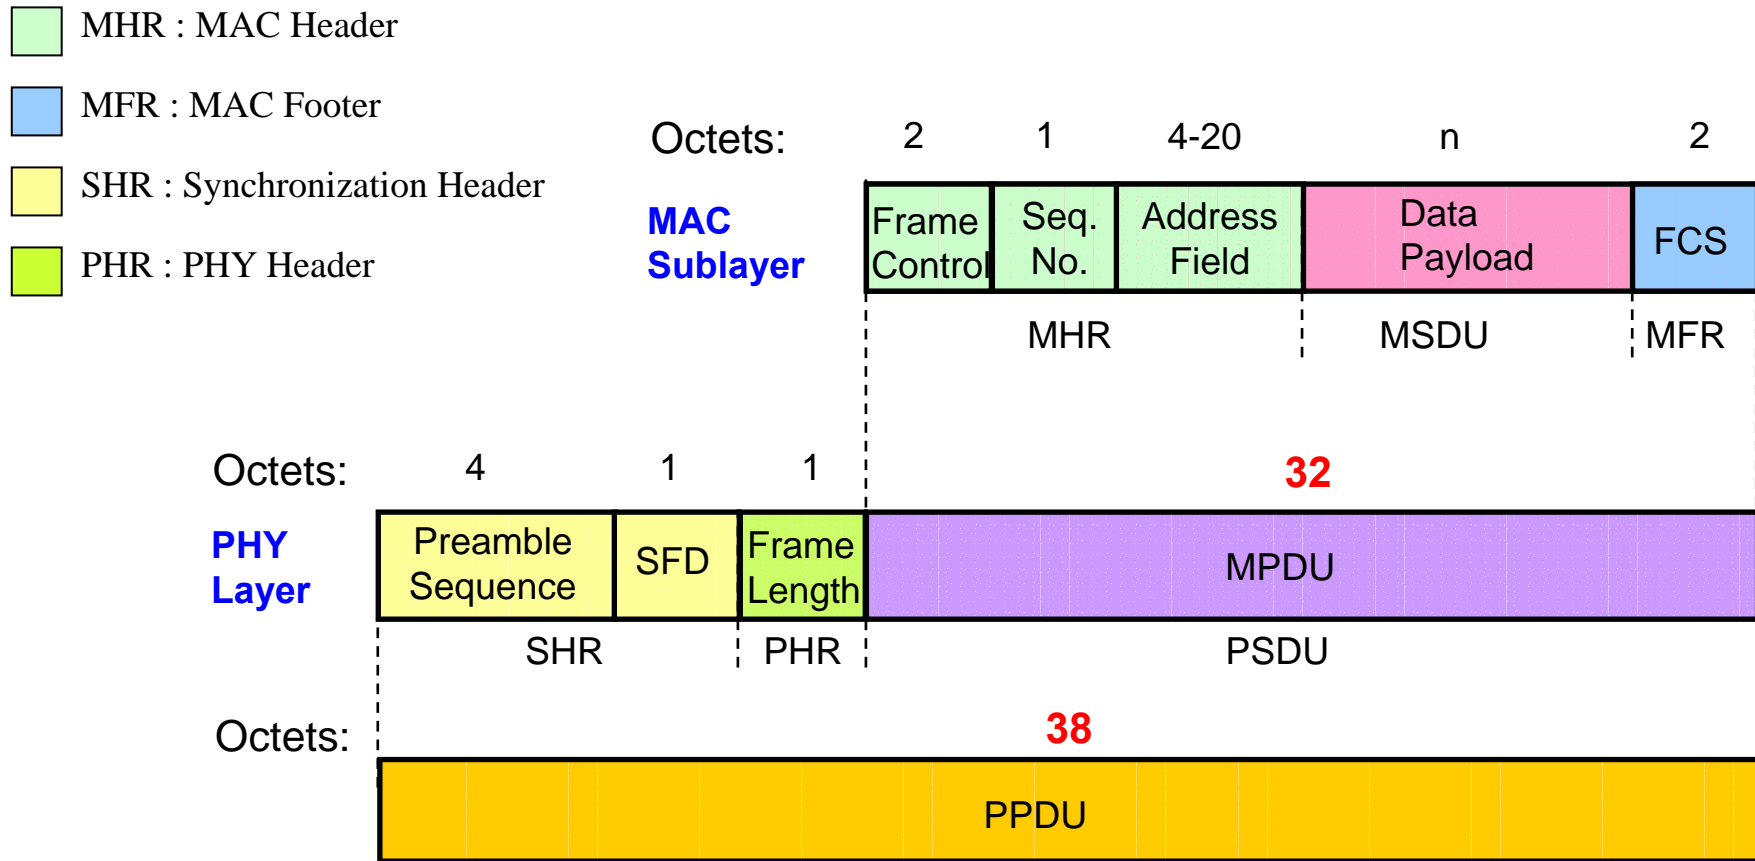 MHR : MAC Header
MFR : MAC Footer
SHR : Synchronization Header
PHR : PHY Header
Octets: 2 1 4-20 n 2
MAC
Sublayer
Frame
Control
Seq.
No.
Address
Field
Data
Payload
FCS
MHR MSDU MFR
Octets: 4 1 1 32
PHY
Layer
Preamble
Sequence
SFD
Frame
Length
MPDU
SHR PHR PSDU
Octets: 38
PPDU